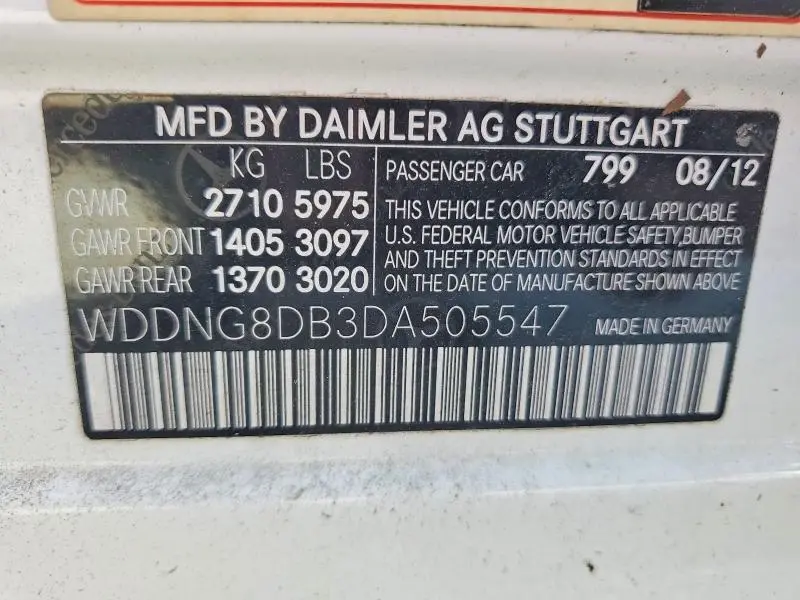 MFD BY DAIMLER AG STUTTGART
KG LBS
GVWR 2710 5975
GAWR FRONT 1405 3097
GAWR REAR 1370 3020
PASSENGER CAR 799 08/12
THIS VEHICLE CONFORMS TO ALL APPLICABLE
U.S. FEDERAL MOTOR VEHICLE SAFETY,BUMPER
AND THEFT PREVENTION STANDARDS IN EFFECT
ON THE DATE OF MANUFACTURE SHOWN ABOVE
WDDNG8DB3DA505547 MADE IN GERMANY